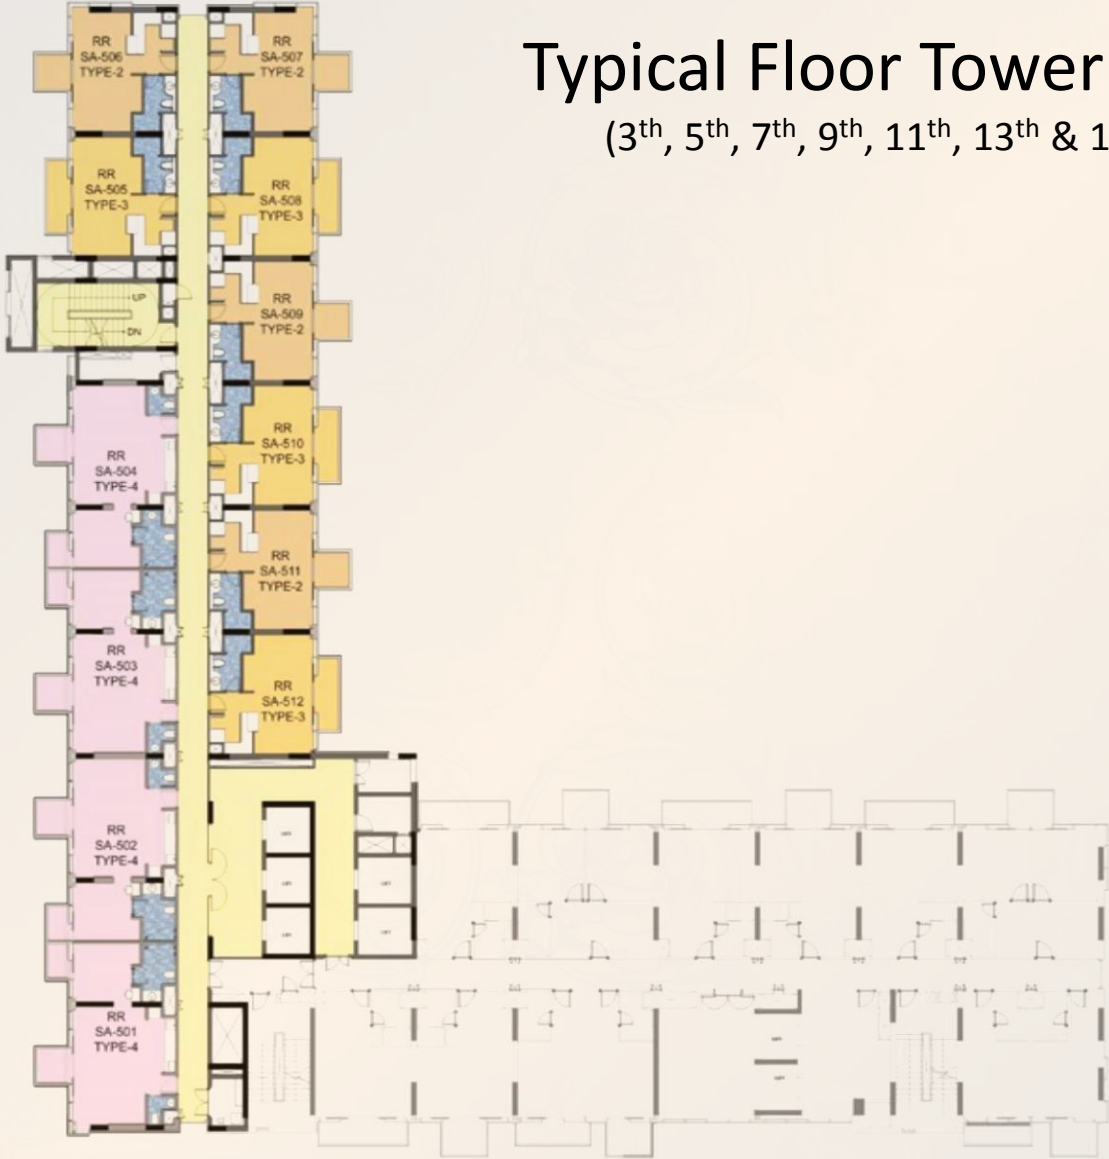 Typical Floor Tower
(3th, 5th, 7th, 9th, 11th, 13th & 1
RR
SA-506
TYPE-2
RR
SA-507
TYPE-2
RR
SA-505
TYPE-3
RR
SA-508
TYPE-3
UP
DN
RR
SA-509
TYPE-2
RR
SA-510
TYPE-3
RR
SA-504
TYPE-4
RR
SA-511
TYPE-2
RR
SA-503
TYPE-4
RR
SA-512
TYPE-3
RR
SA-502
TYPE-4
RR
SA-501
TYPE-4